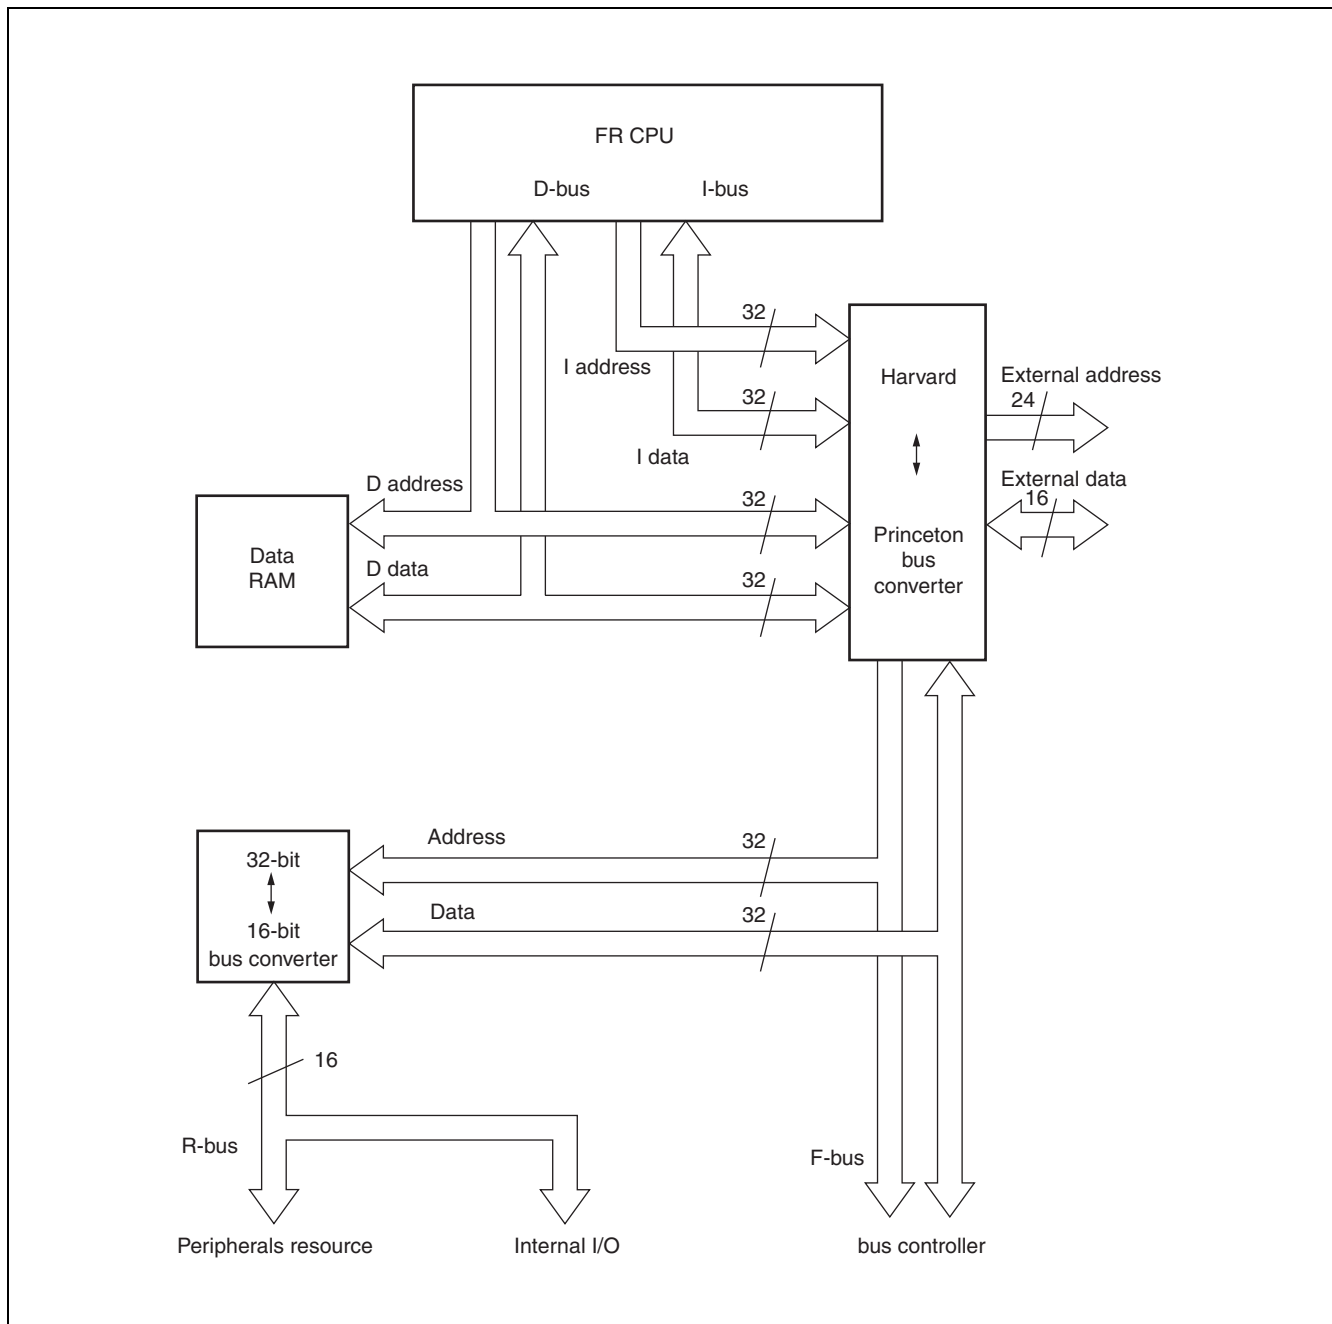 FR CPU
D-bus
I-bus
32
I address
32
I data
Harvard
External address
24
External data
16
D address
32
Princeton
bus
converter
Data
RAM
D data
32
Address
32
32-bit
Data
32
16-bit
bus converter
16
R-bus
F-bus
Peripherals resource
Internal I/O
bus controller